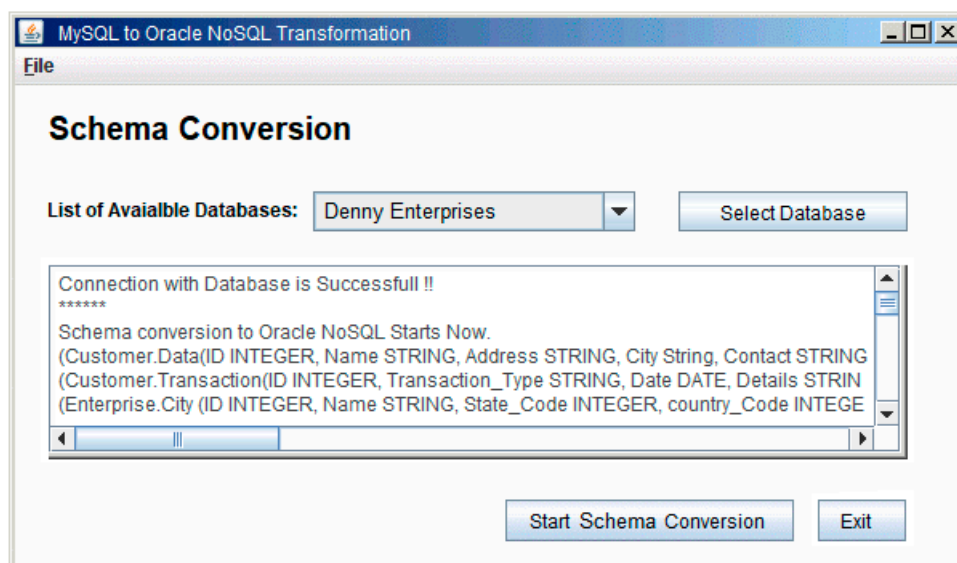 MySQL to Oracle NoSQL Transformation
File
Schema Conversion
List of Avaialble Databases: Denny Enterprises Select Database
Connection with Database is Successfull !!
******
Schema conversion to Oracle NoSQL Starts Now.
(Customer.Data(ID INTEGER, Name STRING, Address STRING, City String, Contact STRING
(Customer.Transaction(ID INTEGER, Transaction_Type STRING, Date DATE, Details STRIN
(Enterprise.City (ID INTEGER, Name STRING, State_Code INTEGER, country_Code INTEGE
Start Schema Conversion Exit